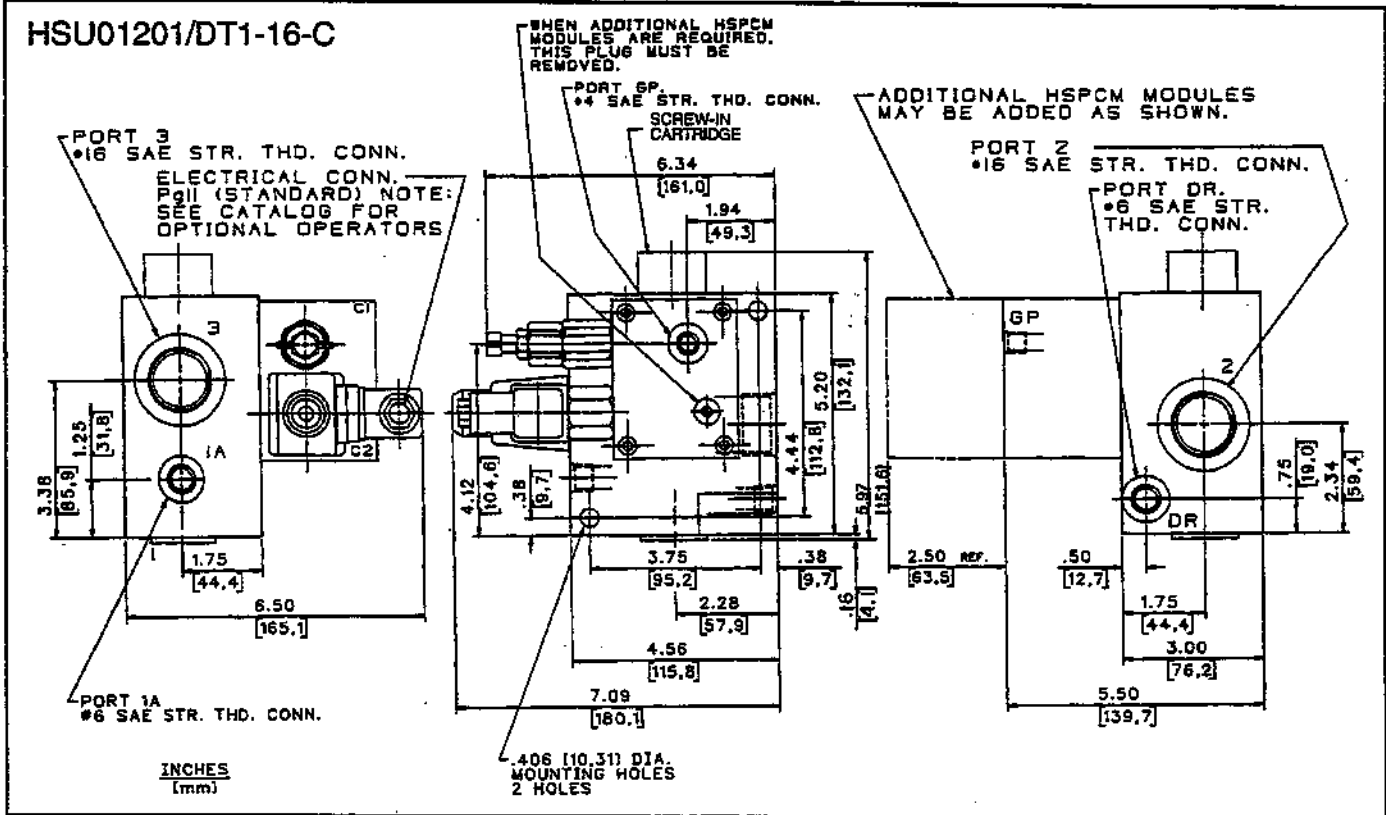 HSU01201/DT1-16-C
WHEN ADDITIONAL HSPCM
MODULES ARE REQUIRED.
THIS PLUG MUST BE
REMOVED.
PORT GP.
#4 SAE STR. THD. CONN.
SCREW-IN
CARTRIDGE
ADDITIONAL HSPCM MODULES
MAY BE ADDED AS SHOWN.
PORT 3
#16 SAE STR. THD. CONN.
ELECTRICAL CONN.
Pg11 (STANDARD) NOTE:
SEE CATALOG FOR
OPTIONAL OPERATORS
PORT 2
#16 SAE STR. THD. CONN.
PORT DR.
#6 SAE STR.
THD. CONN.
6.34
[161,0]
1.94
[49,3]
C1
3
1A
C2
1.25
[31,8]
3.38
[85,9]
1.75
[44,4]
6.50
[165,1]
PORT 1A
#6 SAE STR. THD. CONN.
4.12
[104,6]
.38
[9,7]
4.44
[112,8]
5.20
[132,1]
5.97
[151,6]
3.75
[95,2]
.38
[9,7]
.16
[4,1]
2.28
[57,9]
4.56
[115,8]
7.09
[180,1]
.406 [10,31] DIA.
MOUNTING HOLES
2 HOLES
GP
2
DR
.75
[19,0]
2.34
[59,4]
2.50 REF.
[63,5]
.50
[12,7]
1.75
[44,4]
3.00
[76,2]
5.50
[139,7]
INCHES
[mm]